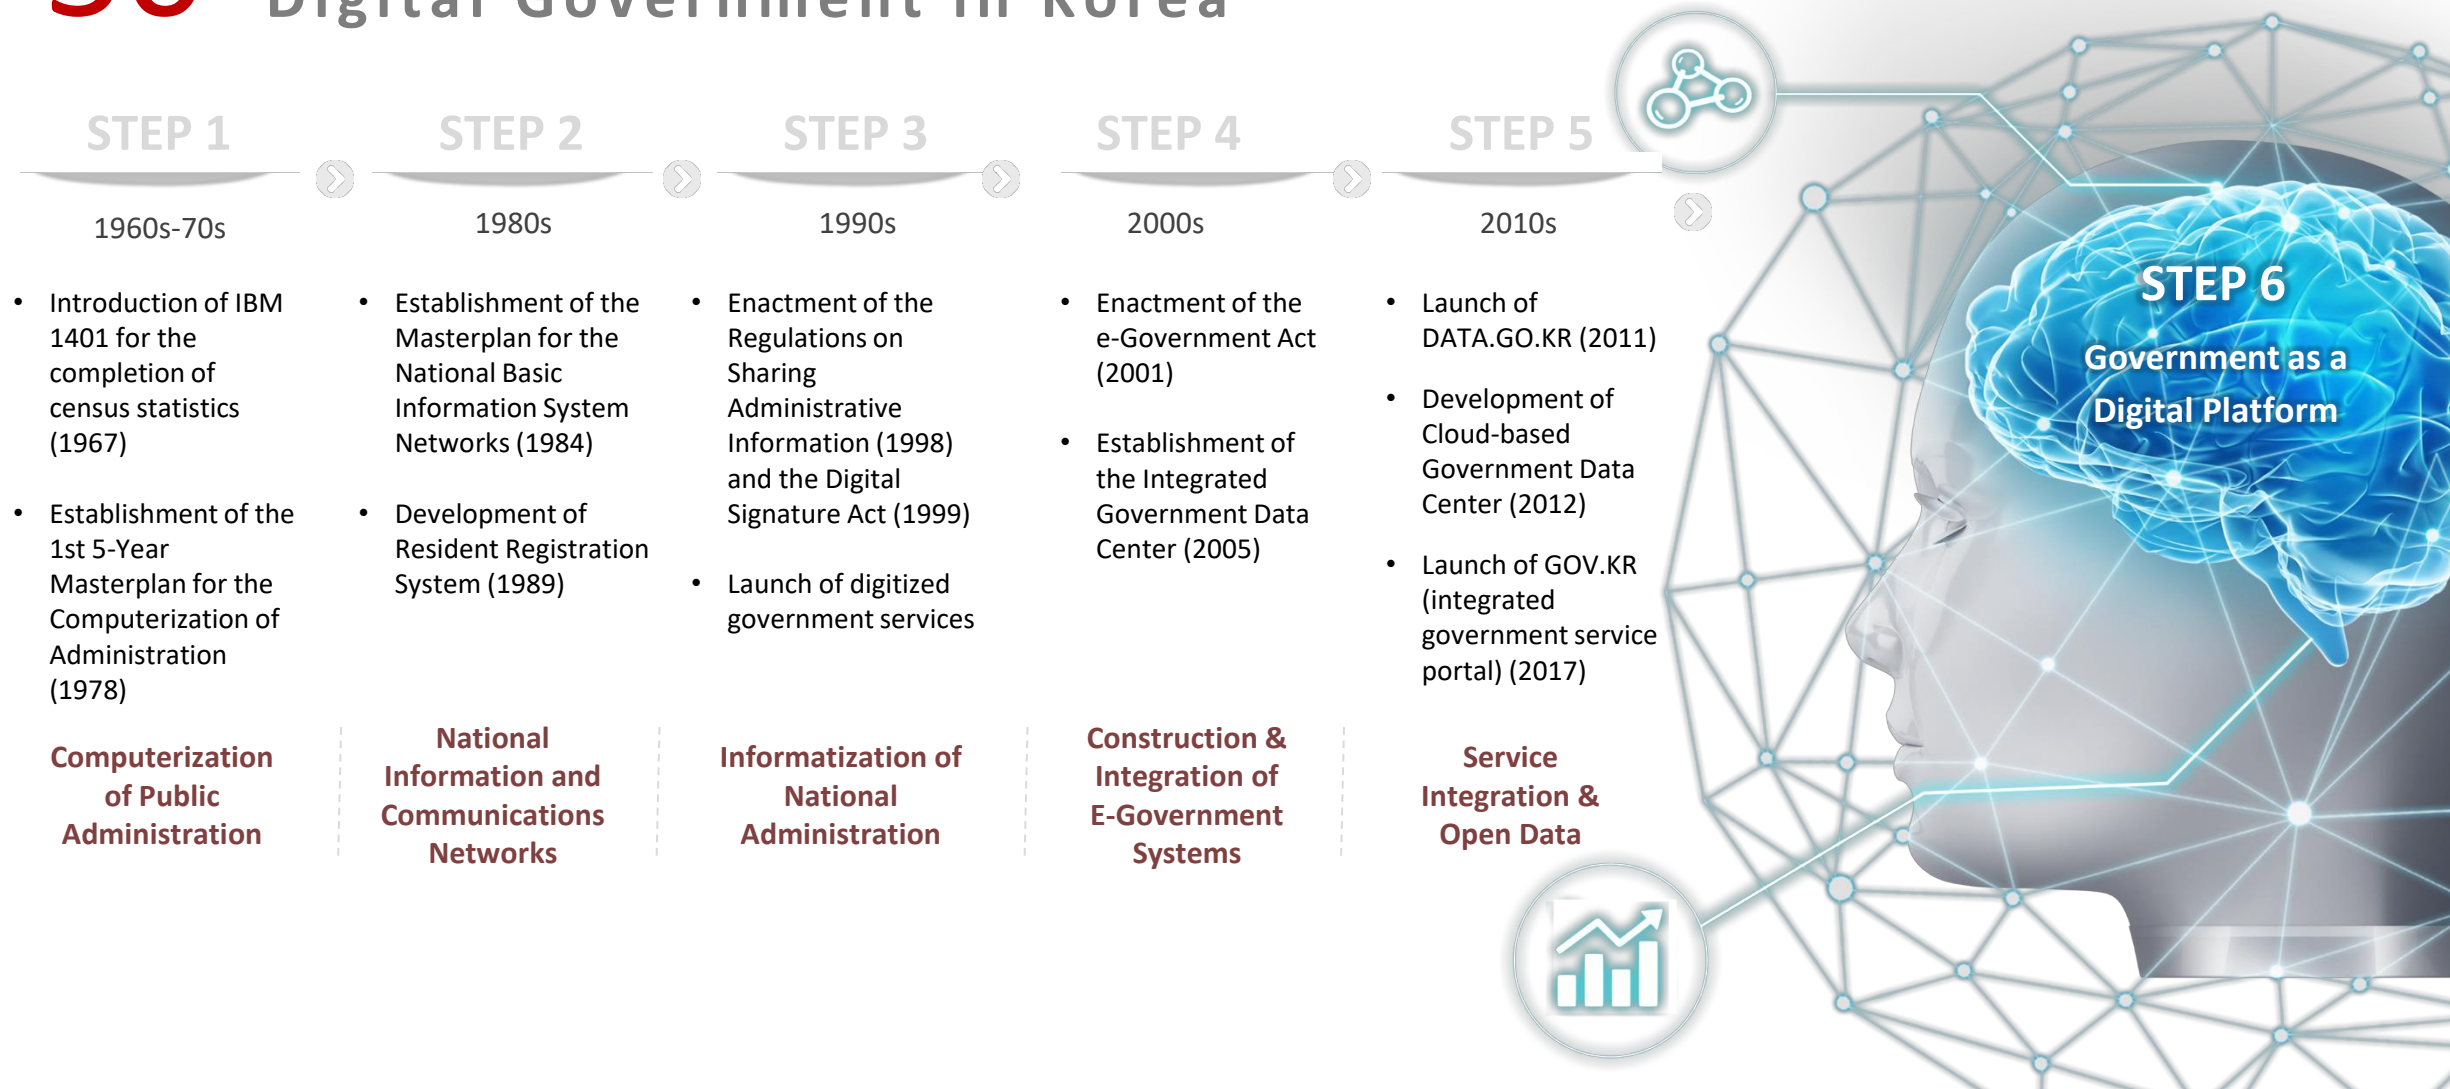 Digital Government in Korea
STEP 1
1960s-70s
• Introduction of IBM
1401 for the
completion of
census statistics
(1967)
• Establishment of the
1st 5-Year
Masterplan for the
Computerization of
Administration
(1978)
Computerization
of Public
Administration
STEP 2
1980s
• Establishment of the
Masterplan for the
National Basic
Information System
Networks (1984)
• Development of
Resident Registration
System (1989)
National
Information and
Communications
Networks
STEP 3
1990s
• Enactment of the
Regulations on
Sharing
Administrative
Information (1998)
and the Digital
Signature Act (1999)
• Launch of digitized
government services
Informatization of
National
Administration
STEP 4
2000s
• Enactment of the
e-Government Act
(2001)
• Establishment of
the Integrated
Government Data
Center (2005)
Construction &
Integration of
E-Government
Systems
STEP 5
2010s
• Launch of
DATA.GO.KR (2011)
• Development of
Cloud-based
Government Data
Center (2012)
• Launch of GOV.KR
(integrated
government service
portal) (2017)
Service
Integration &
Open Data
STEP 6
Government as a
Digital Platform